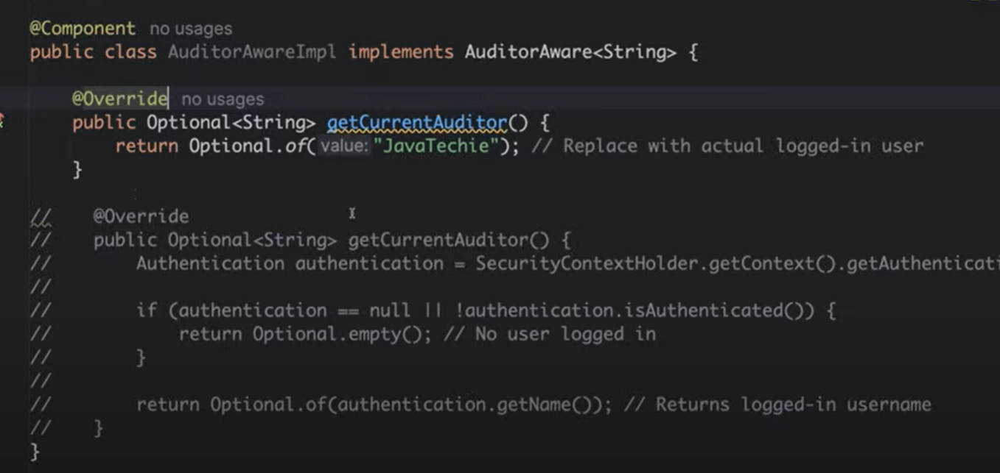 @Component no usages
public class AuditorAwareImpl implements AuditorAware<String> {
@Override no usages
public Optional<String> getCurrentAuditor() {
return Optional.of( value: "JavaTechie"); // Replace with actual logged-in user
}
// @Override
// public Optional<String> getCurrentAuditor() {
// Authentication authentication = SecurityContextHolder.getContext().getAuthenticati
//
// if (authentication == null || !authentication.isAuthenticated()) {
// return Optional.empty(); // No user logged in
// }
//
// return Optional.of(authentication.getName()); // Returns logged-in username
// }
}